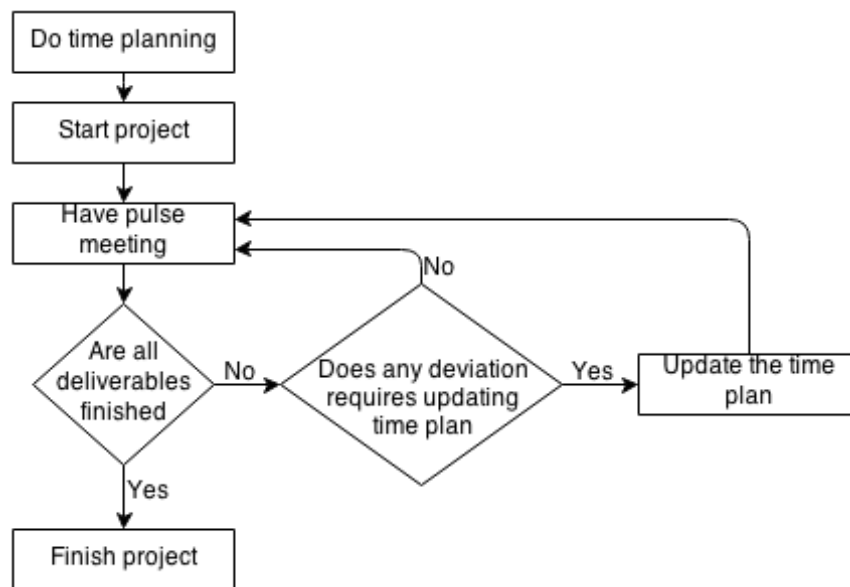 Do time planning
Start project
Have pulse
meeting
No
Are all
deliverables
finished
No
Does any deviation
requires updating
time plan
Yes
Update the time
plan
Yes
Finish project